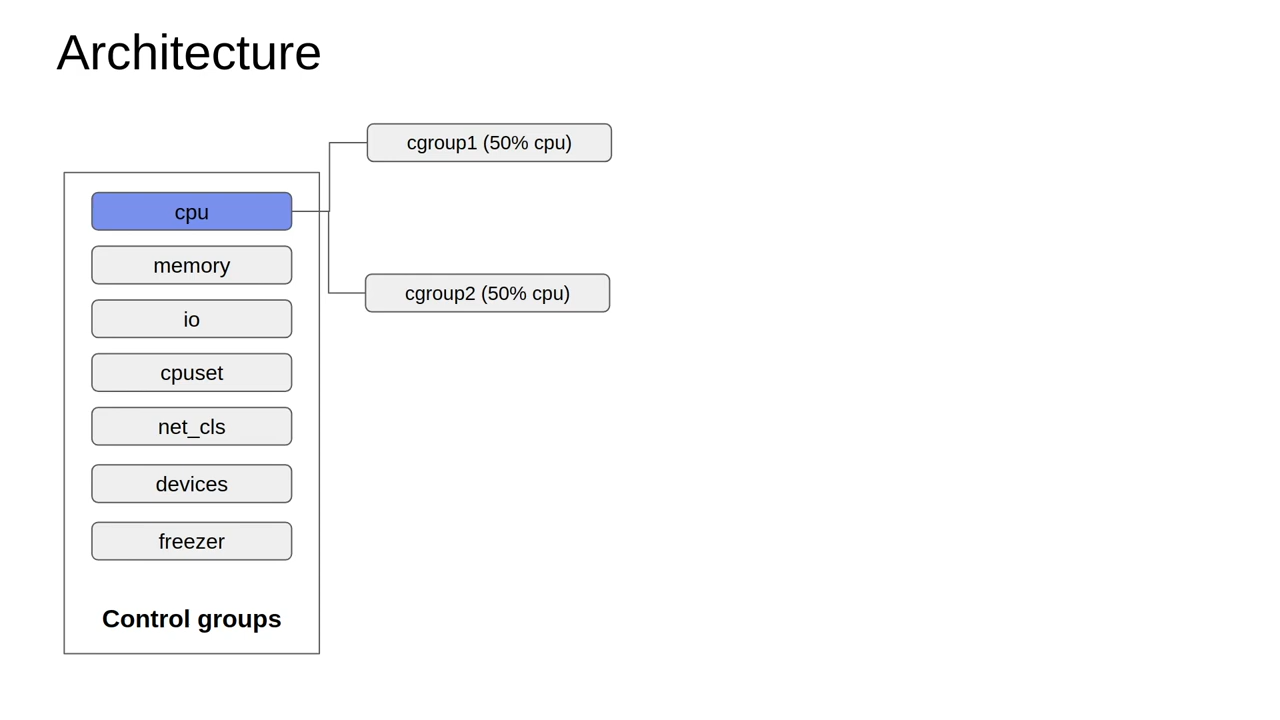 Architecture
cgroup1 (50% cpu)
cpu
memory
cgroup2 (50% cpu)
io
cpuset
net_cls
devices
freezer
Control groups